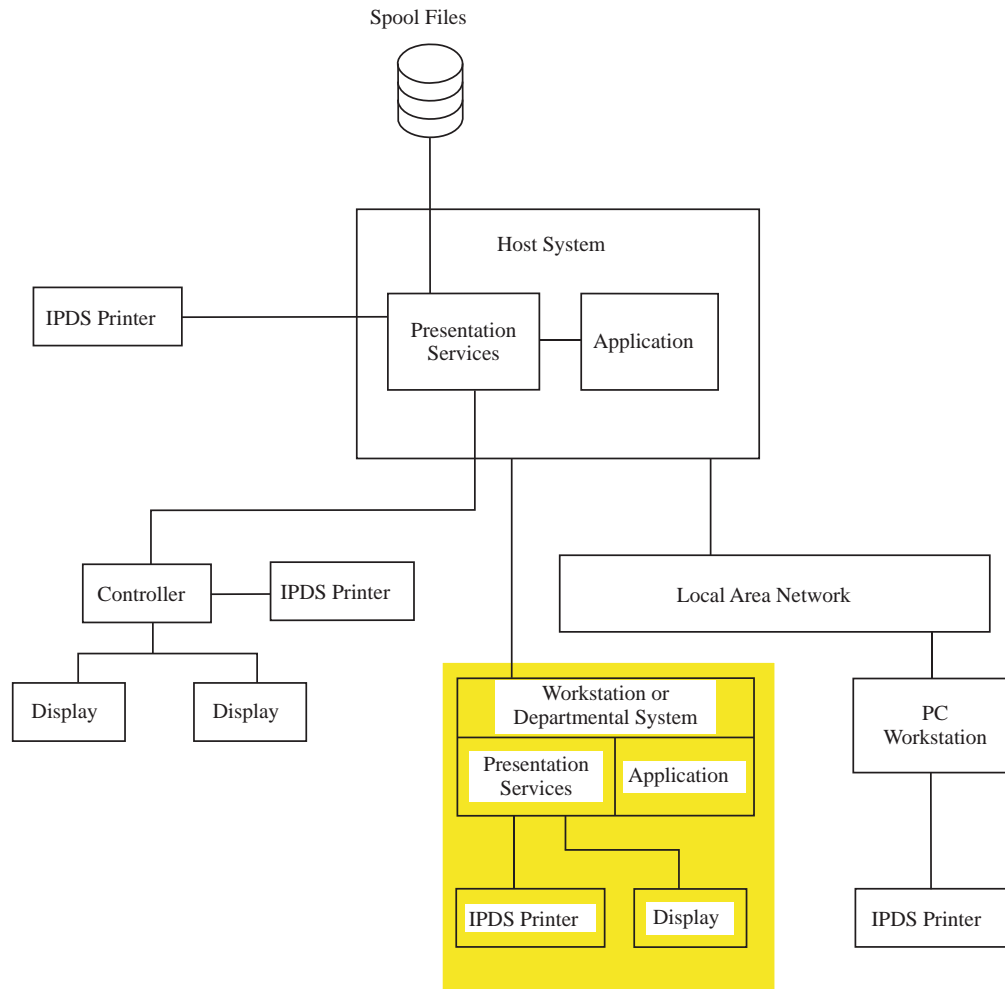 Spool Files
Host System
IPDS Printer
Presentation
Services
Application
Controller
IPDS Printer
Local Area Network
Display
Display
Workstation or
Departmental System
PC
Workstation
Presentation
Services
Application
IPDS Printer
Display
IPDS Printer